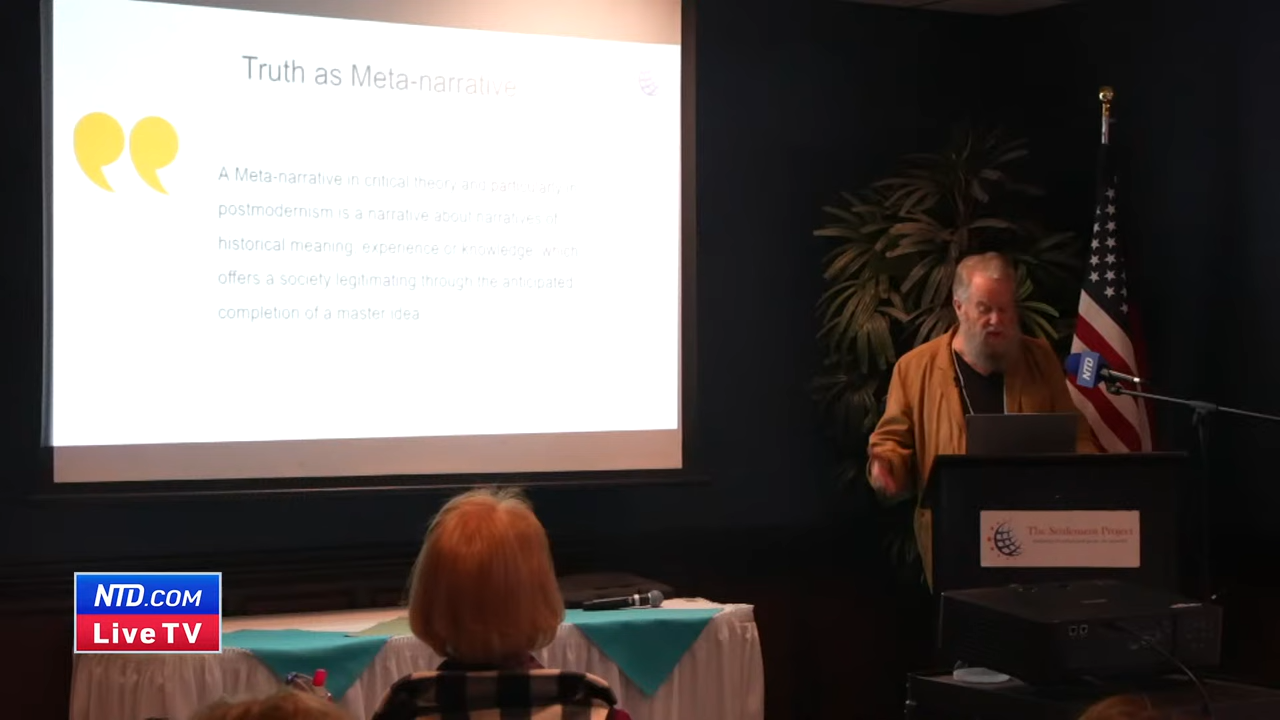 Truth as Meta-narrative
A Meta-narrative in critical theory and particularly in
postmodernism is a narrative about narratives of
historical meaning, experience or knowledge, which
offers a society legitimating through the anticipated
completion of a master idea
NTD
The Settlement Project
NTD.COM
Live TV